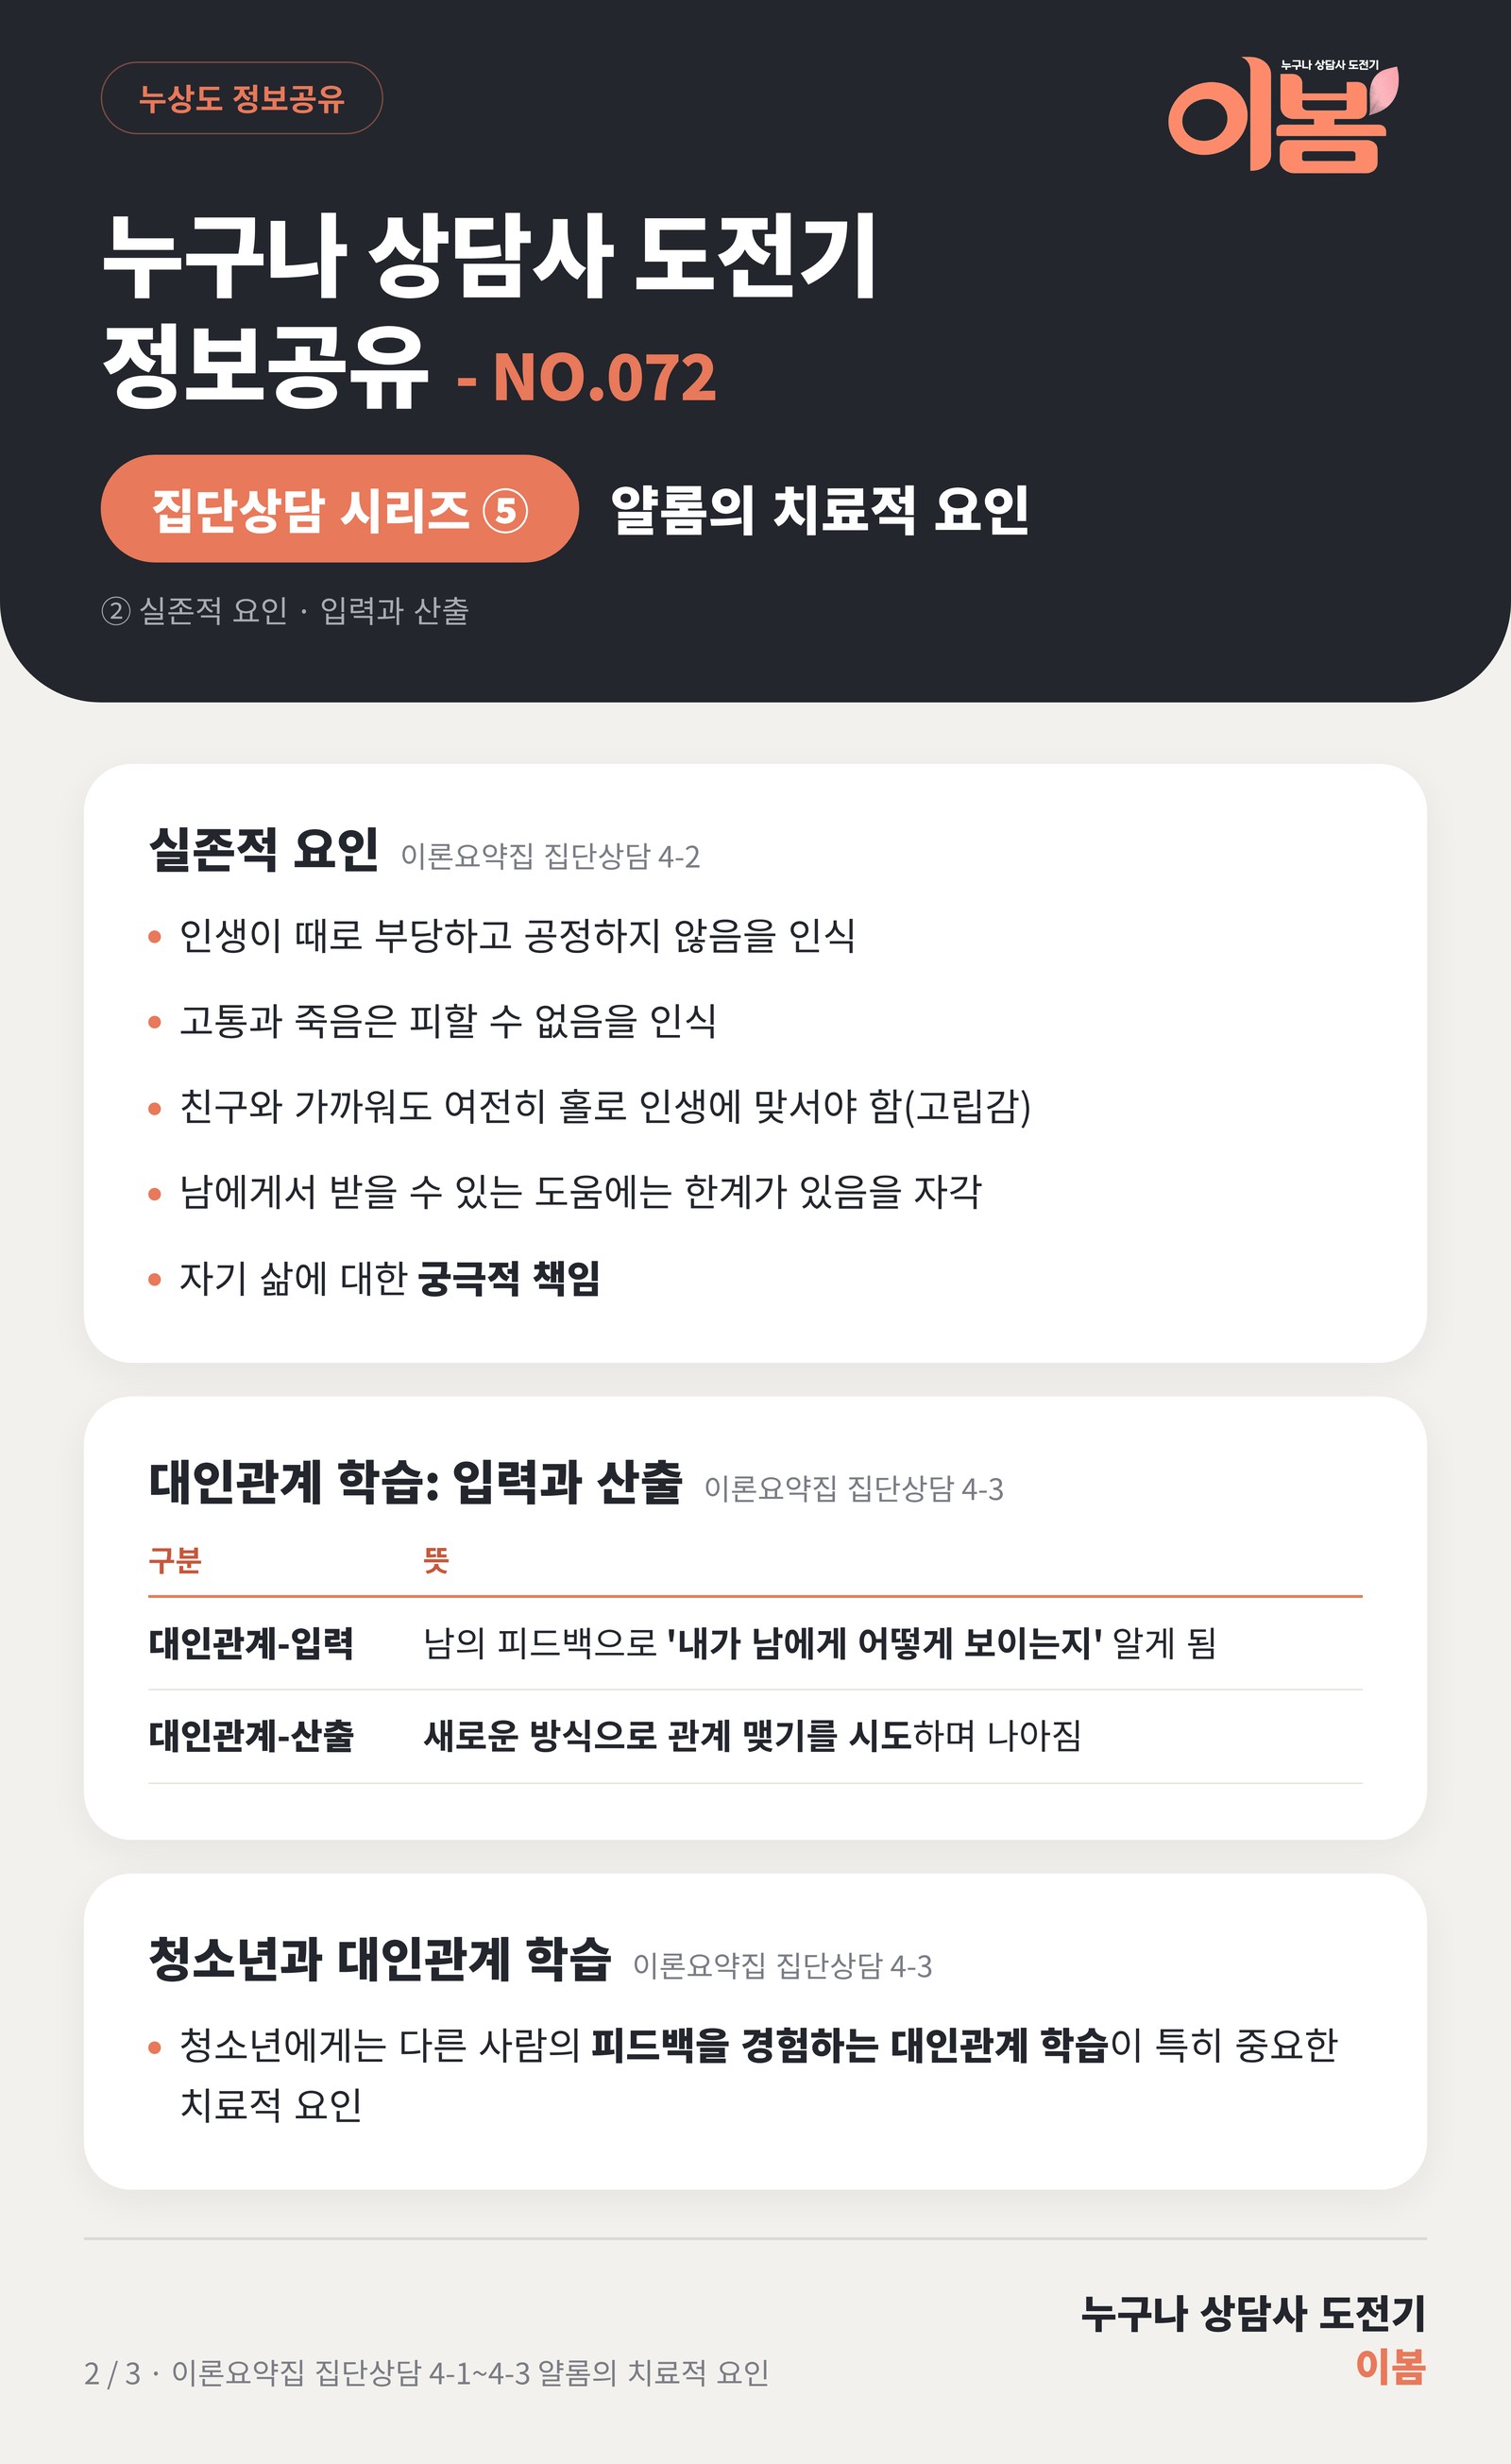 누상도 정보공유
누구나 상담사 도전기
이봄
누구나 상담사 도전기
정보공유 - NO.072
집단상담 시리즈 ⑤ 얄롬의 치료적 요인
② 실존적 요인 · 입력과 산출
실존적 요인 이론요약집 집단상담 4-2
• 인생이 때로 부당하고 공정하지 않음을 인식
• 고통과 죽음은 피할 수 없음을 인식
• 친구와 가까워도 여전히 홀로 인생에 맞서야 함(고립감)
• 남에게서 받을 수 있는 도움에는 한계가 있음을 자각
• 자기 삶에 대한 궁극적 책임
대인관계 학습: 입력과 산출 이론요약집 집단상담 4-3
구분 뜻
대인관계-입력 남의 피드백으로 '내가 남에게 어떻게 보이는지' 알게 됨
대인관계-산출 새로운 방식으로 관계 맺기를 시도하며 나아짐
청소년과 대인관계 학습 이론요약집 집단상담 4-3
• 청소년에게는 다른 사람의 피드백을 경험하는 대인관계 학습이 특히 중요한
치료적 요인
누구나 상담사 도전기
이봄
2 / 3 · 이론요약집 집단상담 4-1~4-3 얄롬의 치료적 요인